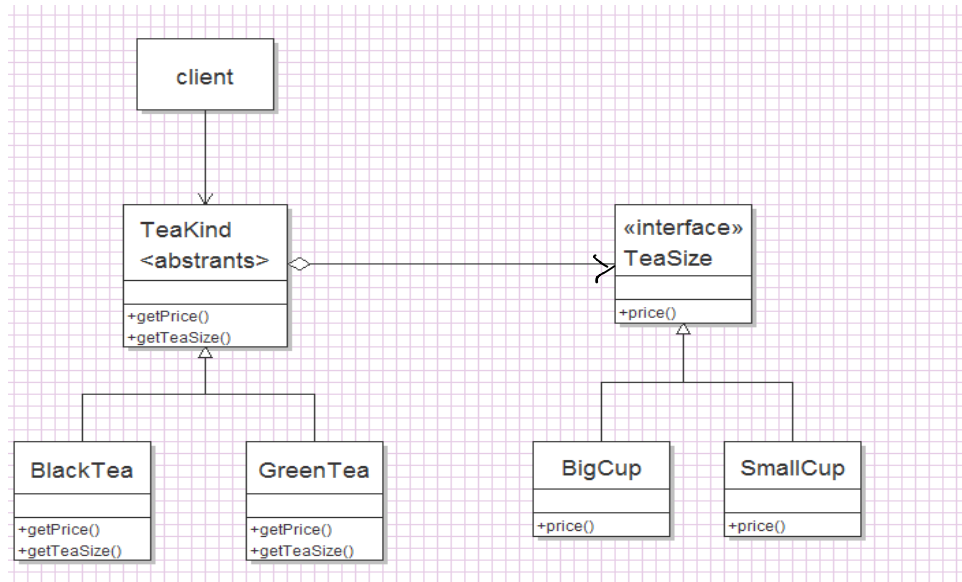 client
TeaKind
<abstrants>
+getPrice()
+getTeaSize()
«interface»
TeaSize
+price()
BlackTea
+getPrice()
+getTeaSize()
GreenTea
+getPrice()
+getTeaSize()
BigCup
+price()
SmallCup
+price()